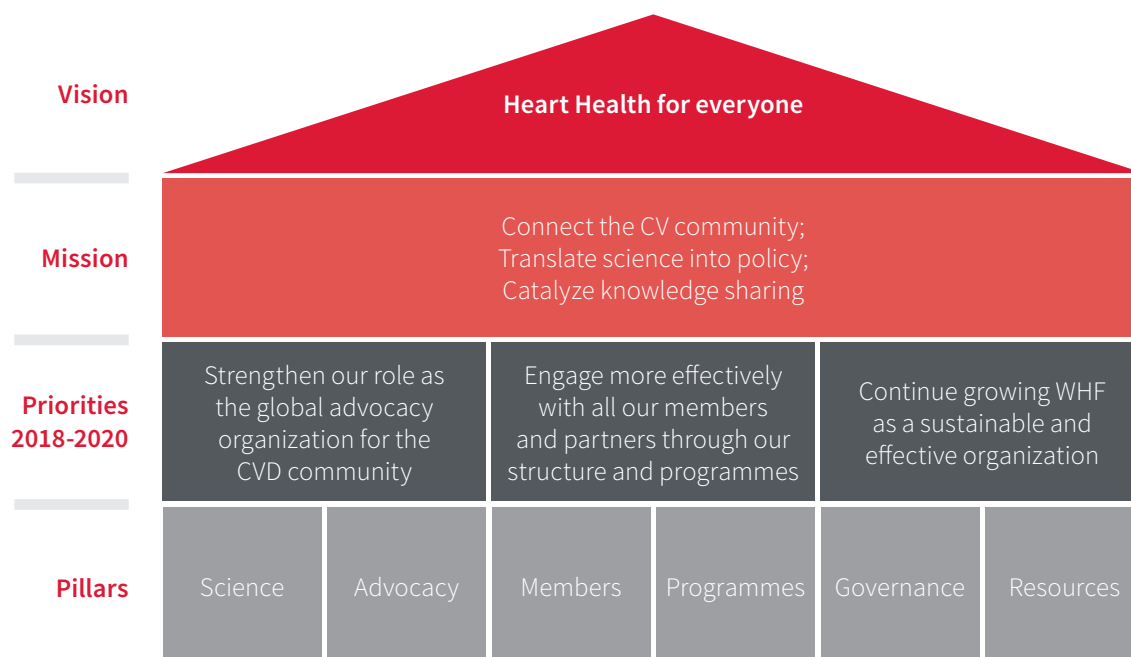 Vision
Heart Health for everyone
Mission
Connect the CV community;
Translate science into policy;
Catalyze knowledge sharing
Priorities
2018-2020
Strengthen our role as
the global advocacy
organization for the
CVD community
Engage more effectively
with all our members
and partners through our
structure and programmes
Continue growing WHF
as a sustainable and
effective organization
Pillars
Science
Advocacy
Members
Programmes
Governance
Resources